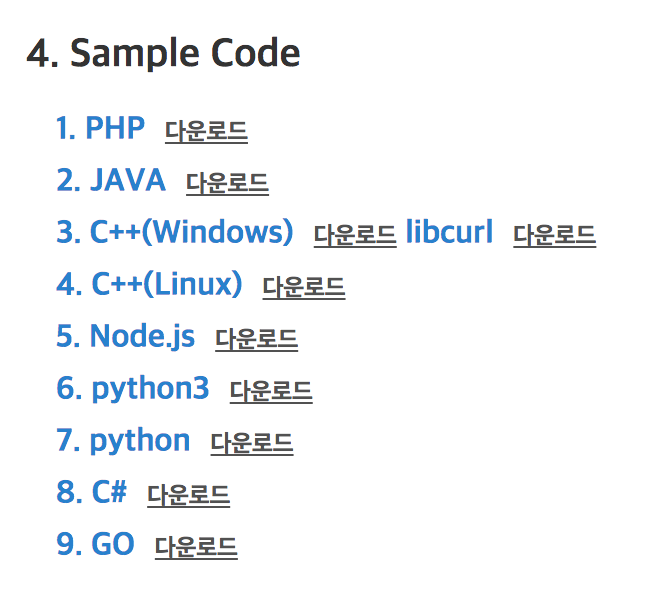 4. Sample Code
1. PHP 다운로드
2. JAVA 다운로드
3. C++(Windows) 다운로드 libcurl 다운로드
4. C++(Linux) 다운로드
5. Node.js 다운로드
6. python3 다운로드
7. python 다운로드
8. C# 다운로드
9. GO 다운로드